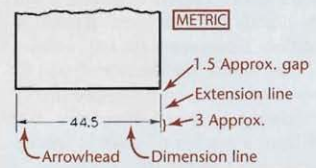 METRIC
1.5 Approx. gap
Extension line
44.5
3 Approx.
Arrowhead
Dimension line